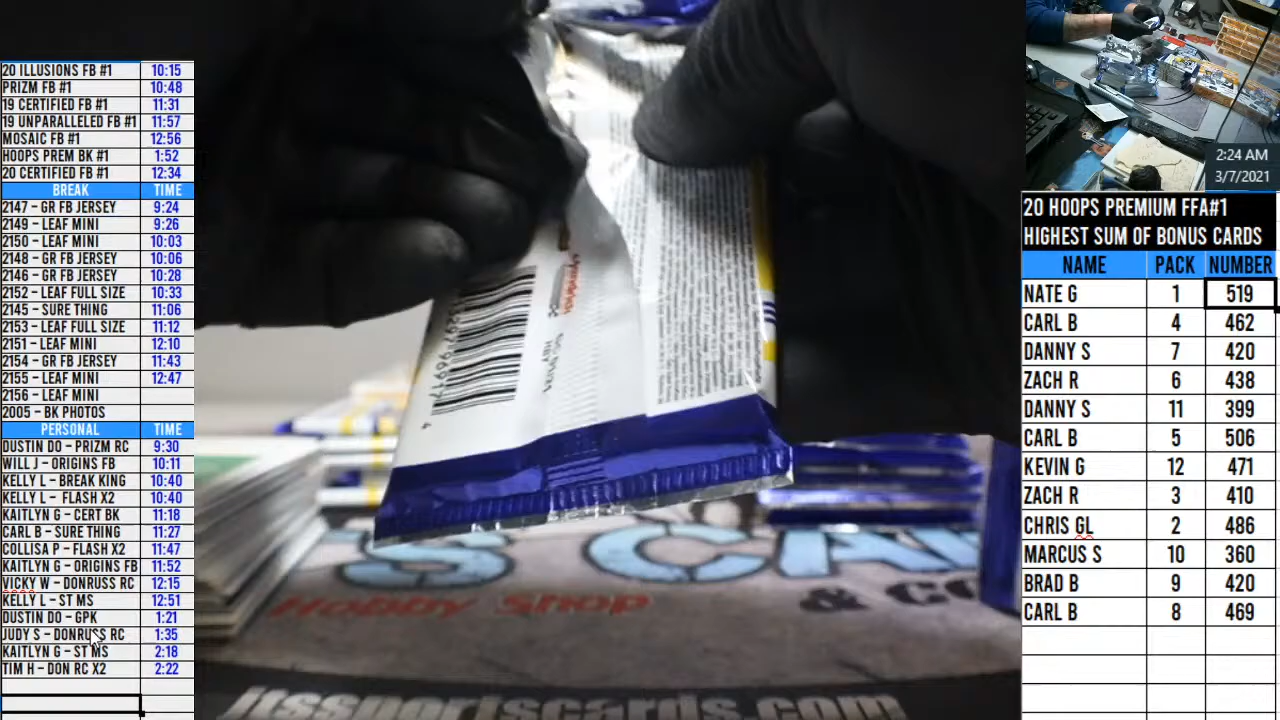 20 ILLUSIONS FB #1 10:15
PRIZM FB #1 10:48
19 CERTIFIED FB #1 11:31
19 UNPARALLELED FB #1 11:57
MOSAIC FB #1 12:56
HOOPS PREM BK #1 1:52
20 CERTIFIED FB #1 12:34
BREAK TIME
2147 - GR FB JERSEY 9:24
2149 - LEAF MINI 9:26
2150 - LEAF MINI 10:03
2148 - GR FB JERSEY 10:06
2146 - GR FB JERSEY 10:28
2152 - LEAF FULL SIZE 10:33
2145 - SURE THING 11:06
2153 - LEAF FULL SIZE 11:12
2151 - LEAF MINI 12:10
2154 - GR FB JERSEY 11:43
2155 - LEAF MINI 12:47
2156 - LEAF MINI
2005 - BK PHOTOS
PERSONAL TIME
DUSTIN DO - PRIZM RC 9:30
WILL J - ORIGINS FB 10:11
KELLY L - BREAK KING 10:40
KELLY L - FLASH X2 10:40
KAITLYN G - CERT BK 11:18
CARL B - SURE THING 11:27
COLLISA P - FLASH X2 11:47
KAITLYN G - ORIGINS FB 11:52
VICKY W - DONRUSS RC 12:15
KELLY L - ST MS 12:51
DUSTIN DO - GPK 1:21
JUDY S - DONRUSS RC 1:35
KAITLYN G - ST MS 2:18
TIM H - DON RC X2 2:22
'S CA
Hobby Shop & CO
jtssportscards.com
2:24 AM
3/7/2021
20 HOOPS PREMIUM FFA#1
HIGHEST SUM OF BONUS CARDS
NAME PACK NUMBER
NATE G 1 519
CARL B 4 462
DANNY S 7 420
ZACH R 6 438
DANNY S 11 399
CARL B 5 506
KEVIN G 12 471
ZACH R 3 410
CHRIS GL 2 486
MARCUS S 10 360
BRAD B 9 420
CARL B 8 469